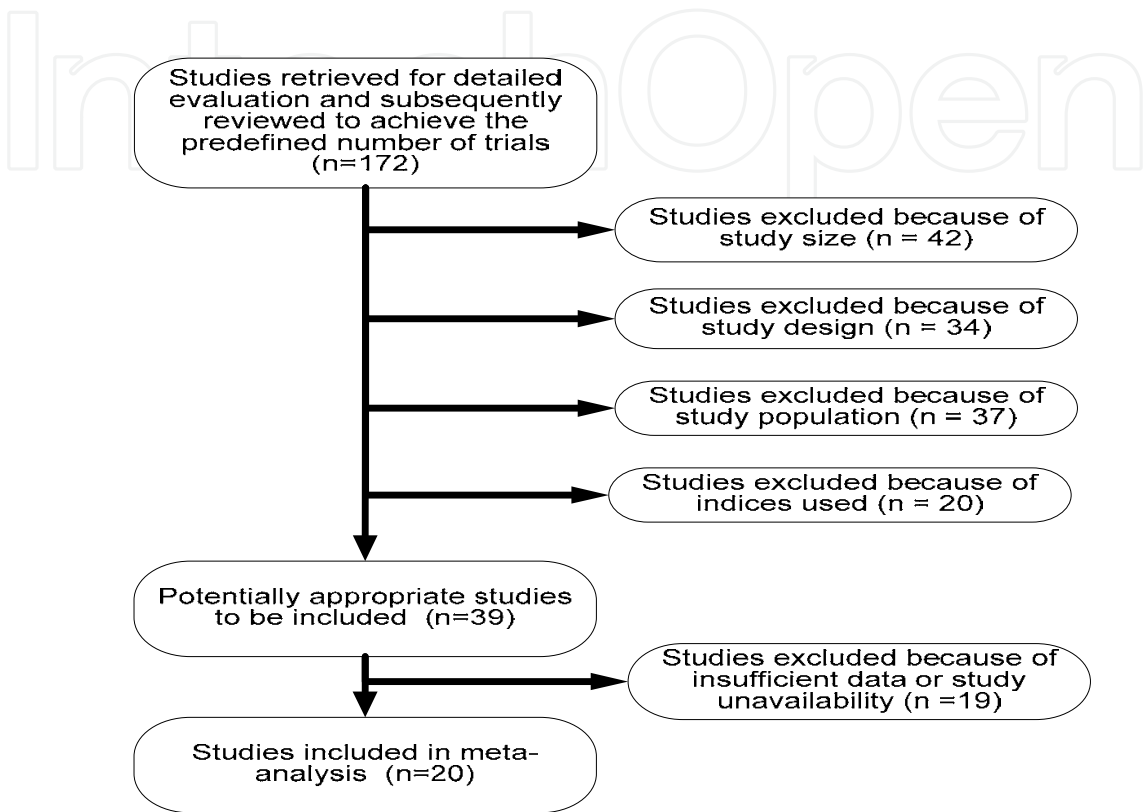 IntechOpen
Studies retrieved for detailed
evaluation and subsequently
reviewed to achieve the
predefined number of trials
(n=172)
Studies excluded because of
study size (n = 42)
Studies excluded because of
study design (n = 34)
Studies excluded because of
study population (n = 37)
Studies excluded because of
indices used (n = 20)
Potentially appropriate studies
to be included (n=39)
Studies excluded because of
insufficient data or study
unavailability (n =19)
Studies included in meta-
analysis (n=20)